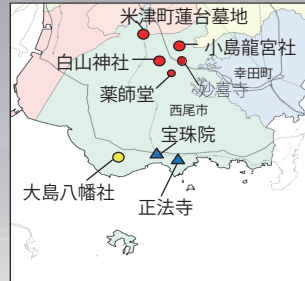 米津町蓮台墓地
小島龍宮社
白山神社
妙喜寺
幸田町
薬師堂
西尾市
宝珠院
大島八幡社
正法寺